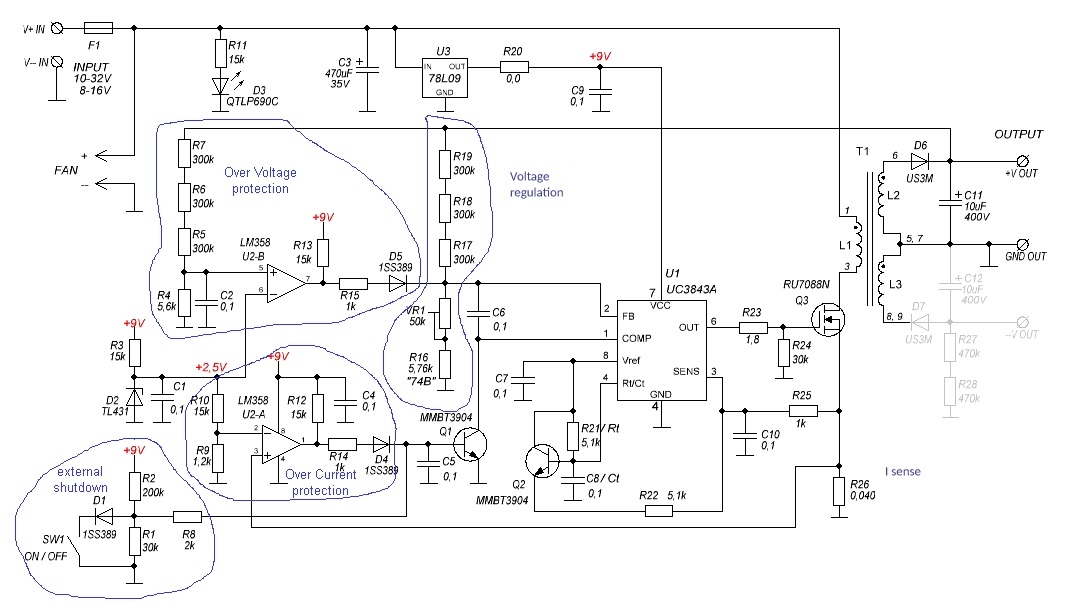 V+ IN
F1
V-- IN
INPUT
10-32V
8-16V
R11
15k
D3
QTLP690C
C3
+
470uF
35V
U3
IN
OUT
78L09
GND
R20
0,0
+9V
C9
0,1
FAN
+
--
R7
300k
R6
300k
R5
300k
R4
5,6k
C2
0,1
Over Voltage
protection
LM358
U2-B
5
+
6
−
7
+9V
R13
15k
R15
1k
D5
1SS389
Voltage
regulation
R19
300k
R18
300k
R17
300k
VR1
50k
R16
5,76k
"74B"
C6
0,1
U1
UC3843A
7
VCC
2
FB
1
COMP
8
Vref
4
Rt/Ct
OUT
6
SENS
3
GND
4
R23
1,8
R24
30k
RU7088N
Q3
T1
1
L1
3
6
L2
5, 7
L3
8, 9
D6
US3M
C11
+
10uF
400V
OUTPUT
+V OUT
GND OUT
C12
+
10uF
400V
D7
US3M
--V OUT
R27
470k
R28
470k
+9V
R3
15k
D2
TL431
C1
0,1
+2,5V
R10
15k
R9
1,2k
LM358
U2-A
2
−
3
+
8
4
1
+9V
R12
15k
C4
0,1
R14
1k
D4
1SS389
Over Current
protection
MMBT3904
Q1
C5
0,1
C7
0,1
Q2
MMBT3904
R21/ Rt
5,1k
C8/ Ct
0,1
R22
5,1k
C10
0,1
R25
1k
I sense
R26
0,040
external
shutdown
+9V
R2
200k
D1
1SS389
R1
30k
R8
2k
SW1
ON / OFF